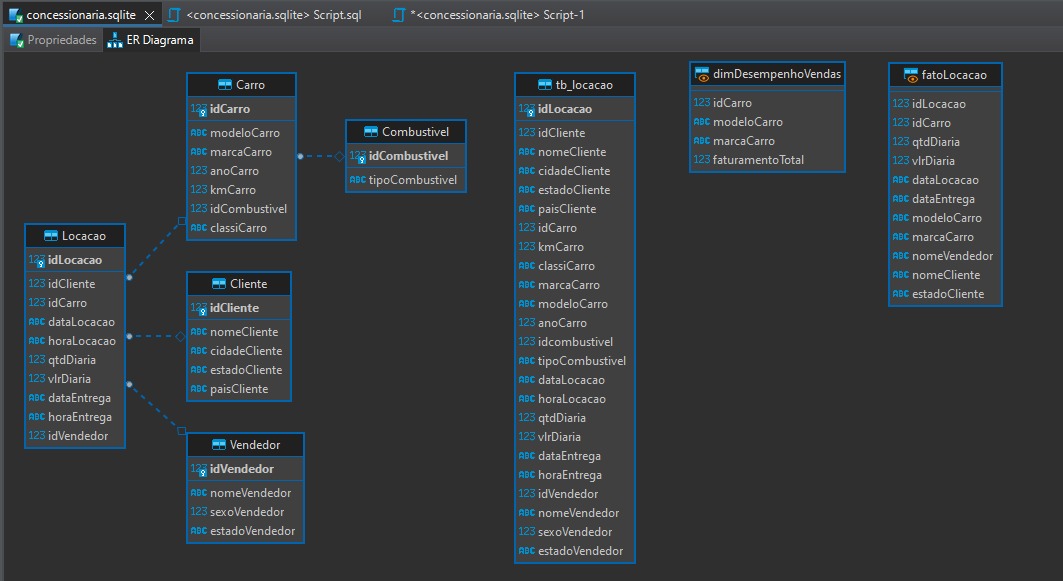 concessionaria.sqlite
<concessionaria.sqlite> Script.sql
*<concessionaria.sqlite> Script-1
Propriedades
ER Diagrama
Locacao
123 idLocacao
123 idCliente
123 idCarro
ABC dataLocacao
ABC horaLocacao
123 qtdDiaria
123 vlrDiaria
ABC dataEntrega
ABC horaEntrega
123 idVendedor
Carro
123 idCarro
ABC modeloCarro
ABC marcaCarro
123 anoCarro
123 kmCarro
123 idCombustivel
ABC classiCarro
Cliente
123 idCliente
ABC nomeCliente
ABC cidadeCliente
ABC estadoCliente
ABC paisCliente
Vendedor
123 idVendedor
ABC nomeVendedor
123 sexoVendedor
ABC estadoVendedor
Combustivel
123 idCombustivel
ABC tipoCombustivel
tb_locacao
123 idLocacao
123 idCliente
ABC nomeCliente
ABC cidadeCliente
ABC estadoCliente
ABC paisCliente
123 idCarro
123 kmCarro
ABC classiCarro
ABC marcaCarro
ABC modeloCarro
123 anoCarro
123 idcombustivel
ABC tipoCombustivel
ABC dataLocacao
ABC horaLocacao
123 qtdDiaria
123 vlrDiaria
ABC dataEntrega
ABC horaEntrega
123 idVendedor
ABC nomeVendedor
123 sexoVendedor
ABC estadoVendedor
dimDesempenhoVendas
123 idCarro
ABC modeloCarro
ABC marcaCarro
123 faturamentoTotal
fatoLocacao
123 idLocacao
123 idCarro
123 qtdDiaria
123 vlrDiaria
ABC dataLocacao
ABC dataEntrega
ABC modeloCarro
ABC marcaCarro
ABC nomeVendedor
ABC nomeCliente
ABC estadoCliente